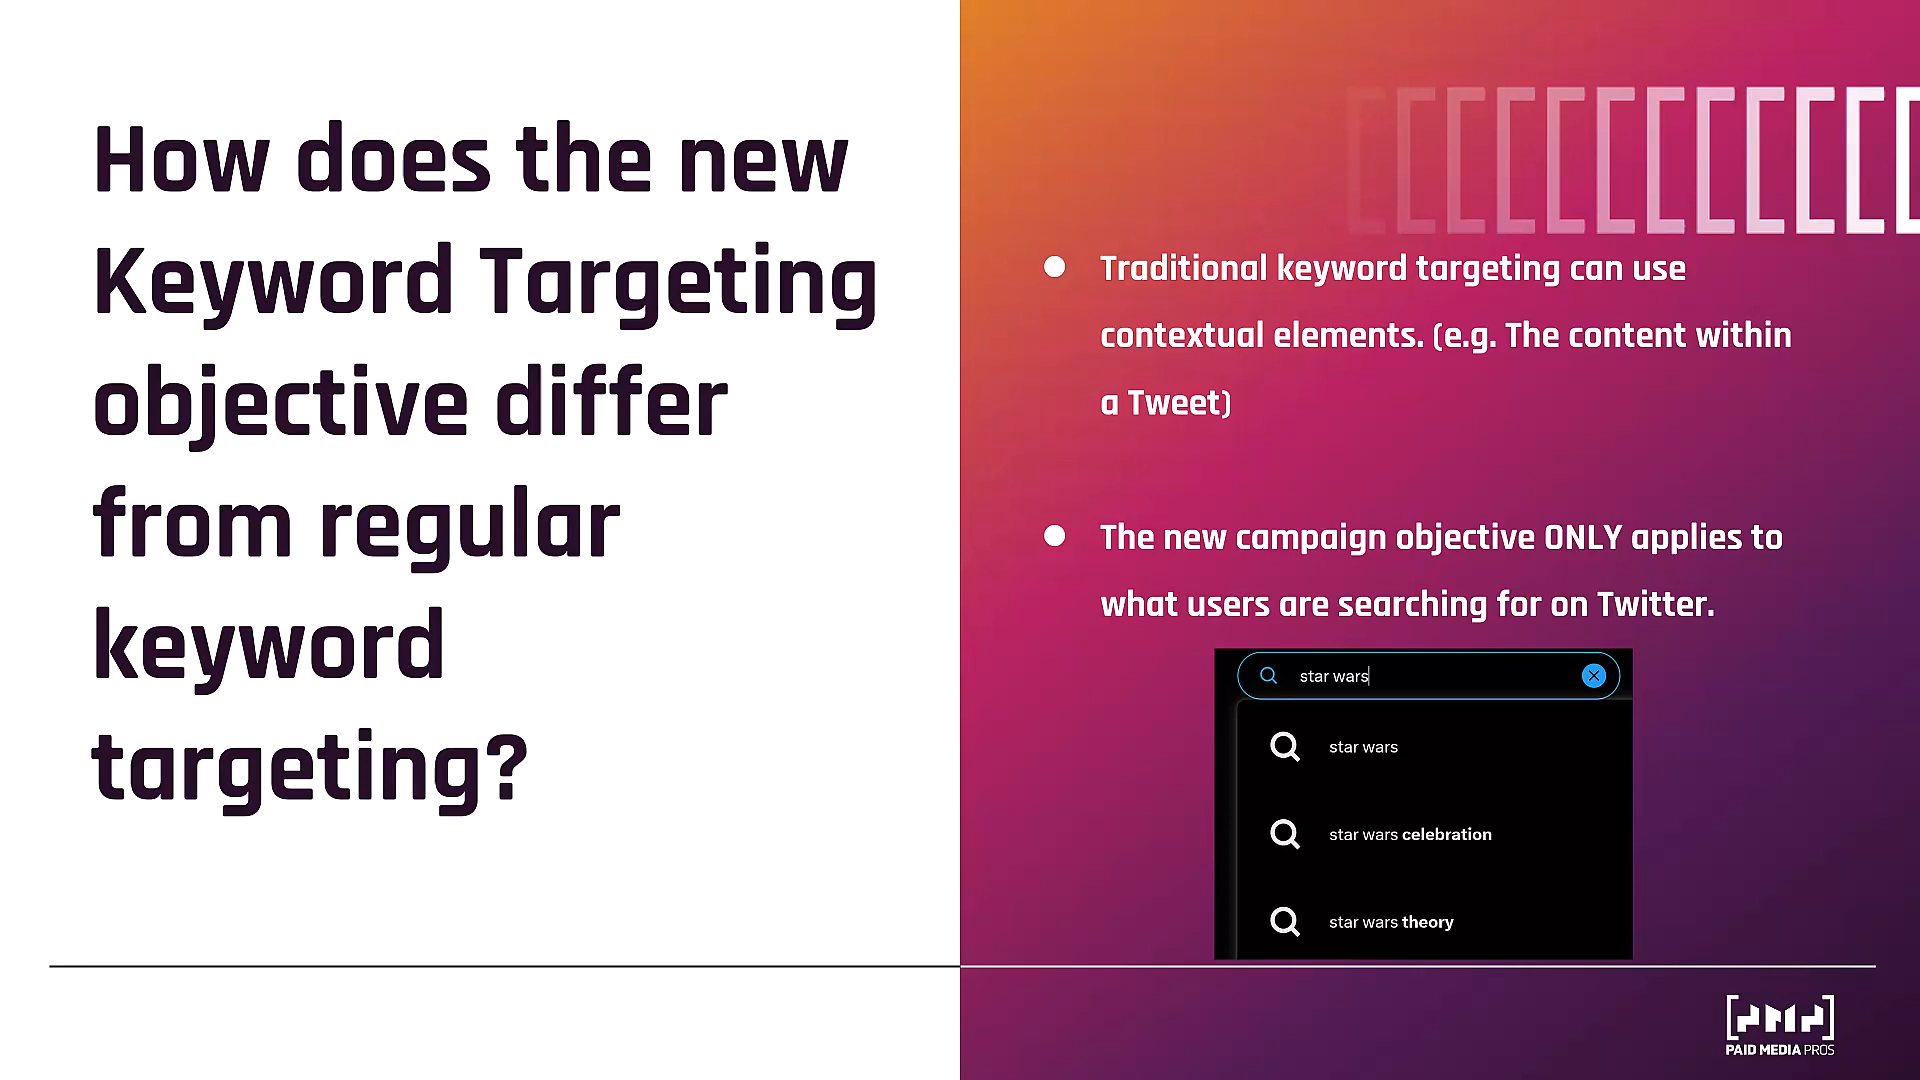 How does the new
Keyword Targeting
objective differ
from regular
keyword
targeting?
Traditional keyword targeting can use
contextual elements. (e.g. The content within
a Tweet)
The new campaign objective ONLY applies to
what users are searching for on Twitter.
star wars
star wars
star wars celebration
star wars theory
PMP
PAID MEDIA PROS